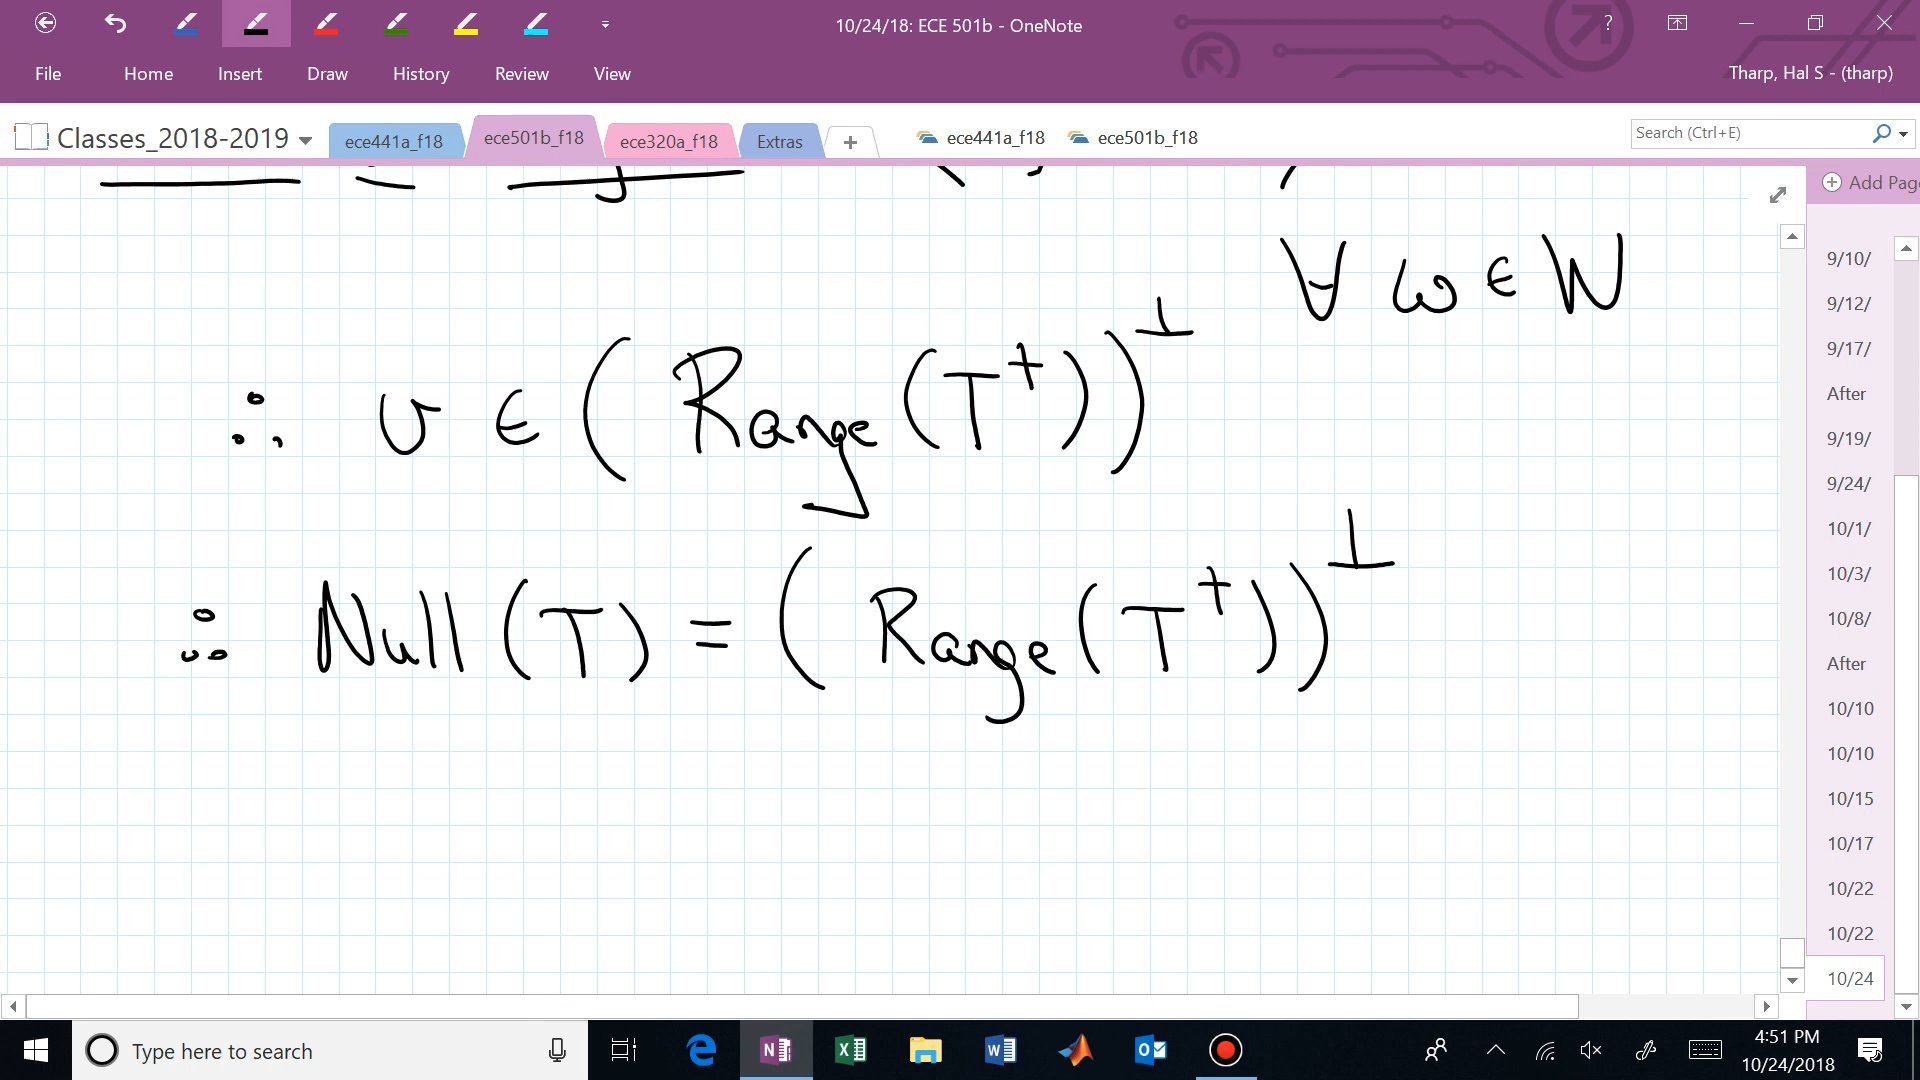 10/24/18: ECE 501b - OneNote
?
File Home Insert Draw History Review View
Tharp, Hal S - (tharp)
Classes_2018-2019
ece441a_f18
ece501b_f18
ece320a_f18
Extras
ece441a_f18
ece501b_f18
Search (Ctrl+E)
Add Pag
∀ ω ∈ W
∴ v ∈ (Range(T⁺))^⊥
∴ Null(T) = (Range(T⁺))^⊥
9/10/
9/12/
9/17/
After
9/19/
9/24/
10/1/
10/3/
10/8/
After
10/10
10/10
10/15
10/17
10/22
10/22
10/24
Type here to search
4:51 PM
10/24/2018